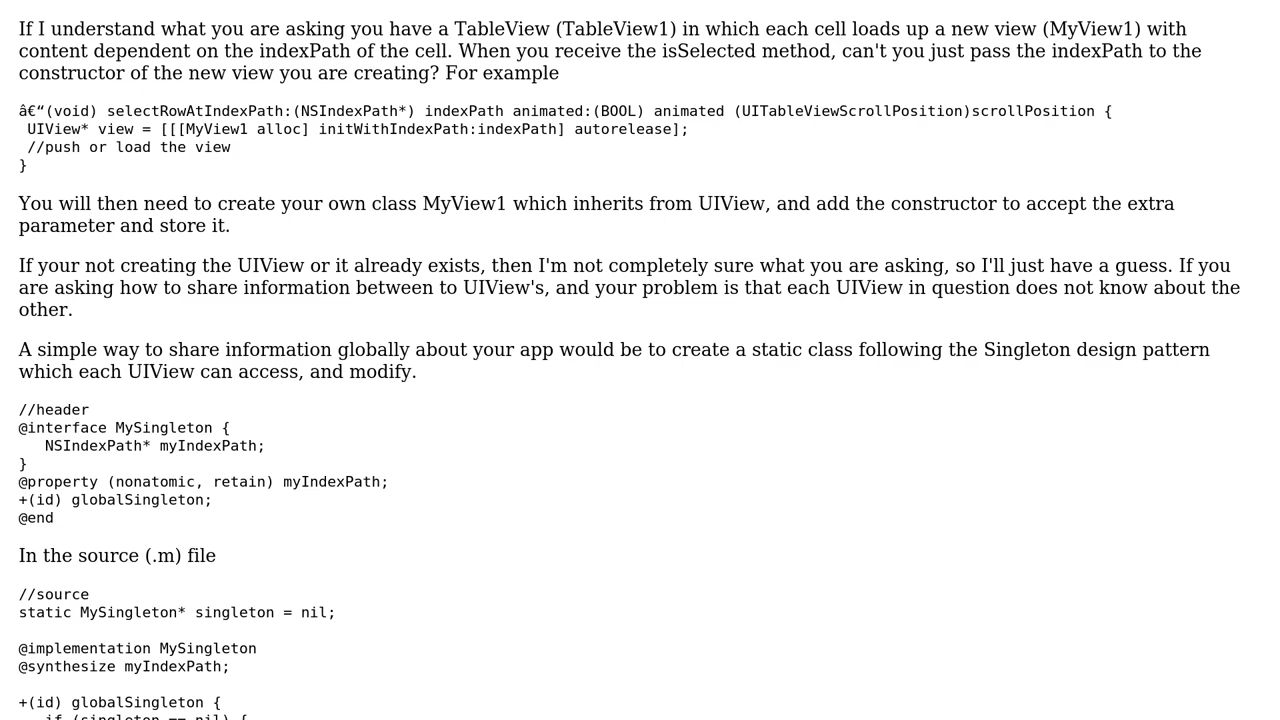 If I understand what you are asking you have a TableView (TableView1) in which each cell loads up a new view (MyView1) with
content dependent on the indexPath of the cell. When you receive the isSelected method, can't you just pass the indexPath to the
constructor of the new view you are creating? For example
â€“(void) selectRowAtIndexPath:(NSIndexPath*) indexPath animated:(BOOL) animated (UITableViewScrollPosition)scrollPosition {
 UIView* view = [[[MyView1 alloc] initWithIndexPath:indexPath] autorelease];
 //push or load the view
}
You will then need to create your own class MyView1 which inherits from UIView, and add the constructor to accept the extra
parameter and store it.
If your not creating the UIView or it already exists, then I'm not completely sure what you are asking, so I'll just have a guess. If you
are asking how to share information between to UIView's, and your problem is that each UIView in question does not know about the
other.
A simple way to share information globally about your app would be to create a static class following the Singleton design pattern
which each UIView can access, and modify.
//header
@interface MySingleton {
   NSIndexPath* myIndexPath;
}
@property (nonatomic, retain) myIndexPath;
+(id) globalSingleton;
@end
In the source (.m) file
//source
static MySingleton* singleton = nil;
@implementation MySingleton
@synthesize myIndexPath;
+(id) globalSingleton {
   if (singleton == nil) {